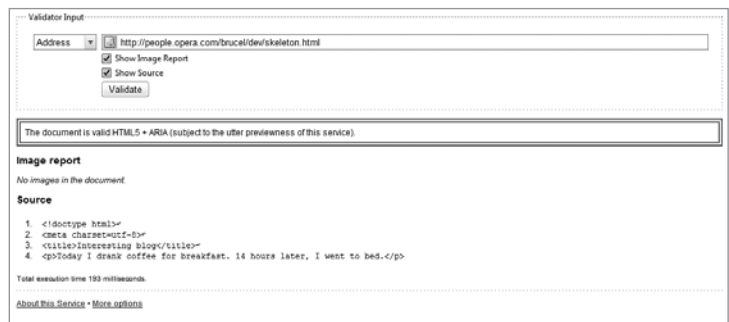 Validator Input
Address http://people.opera.com/brucel/dev/skeleton.html
Show Image Report
Show Source
Validate
The document is valid HTML5 + ARIA (subject to the utter previewness of this service).
Image report
No images in the document.
Source
1. <!doctype html>↩
2. <meta charset=utf-8>↩
3. <title>Interesting blog</title>↩
4. <p>Today I drank coffee for breakfast. 14 hours later, I went to bed.</p>
Total execution time 193 milliseconds.
About this Service • More options